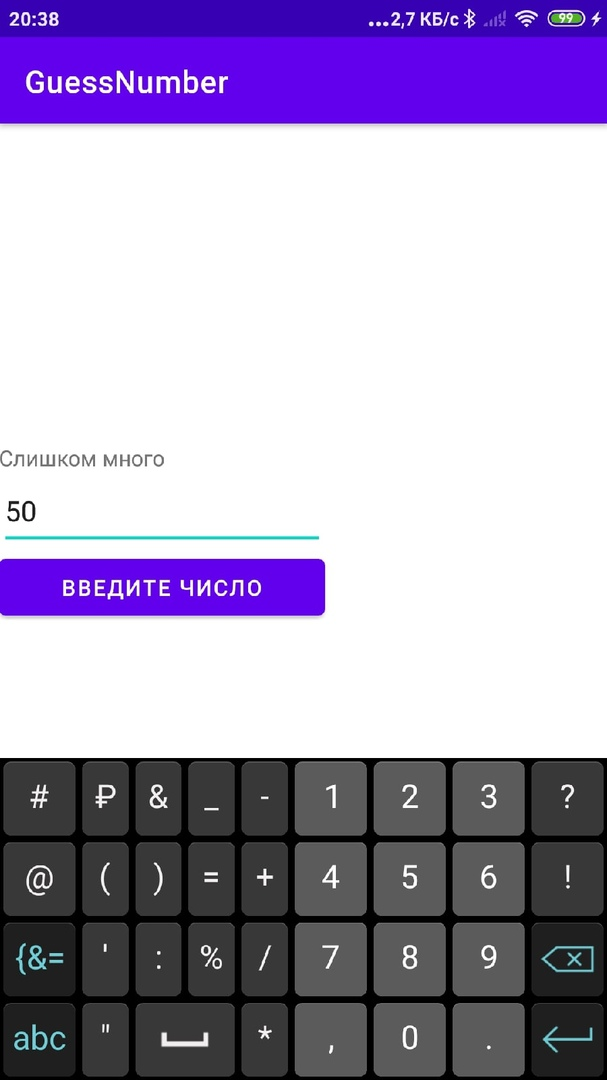 20:38 ...2,7 КБ/с 99
GuessNumber
Слишком много
50
ВВЕДИТЕ ЧИСЛО
# ₽ & _ - 1 2 3 ?
@ ( ) = + 4 5 6 !
{&= ' : % / 7 8 9
abc " * , 0 .